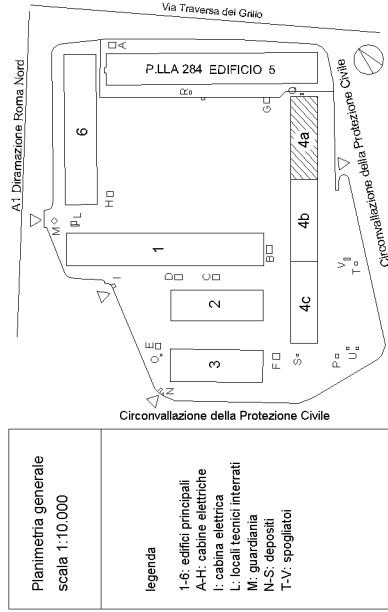 Via Traversa del Grillo
A1 Diramazione Roma Nord
P.LLA 284 EDIFICIO 5
A
6
R
G
Q
4a
H
L
M
1
B
4b
Circonvallazione della Protezione Civile
I
D
C
2
4c
V
T
E
O
3
F
S
P
U
N
Circonvallazione della Protezione Civile
Planimetria generale
scala 1:10.000
legenda
1-6: edifici principali
A-H: cabine elettriche
I: cabina elettrica
L: locali tecnici interrati
M: guardiania
N-S: depositi
T-V: spogliatoi